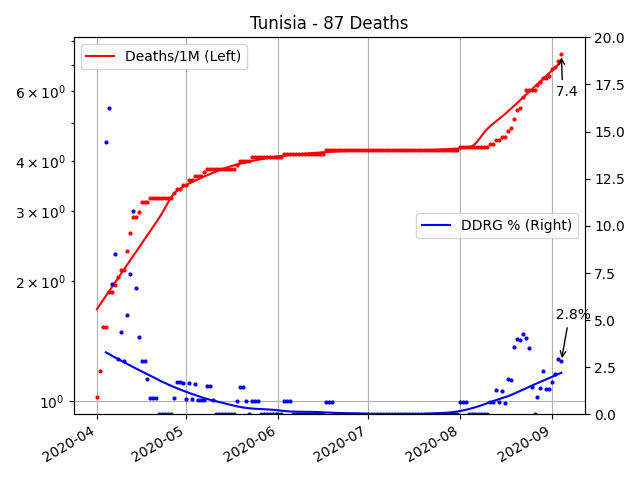 Tunisia - 87 Deaths
Deaths/1M (Left)
DDRG % (Right)
7.4
2.8%
6 × 10⁰
4 × 10⁰
3 × 10⁰
2 × 10⁰
10⁰
20.0
17.5
15.0
12.5
10.0
7.5
5.0
2.5
0.0
2020-04
2020-05
2020-06
2020-07
2020-08
2020-09